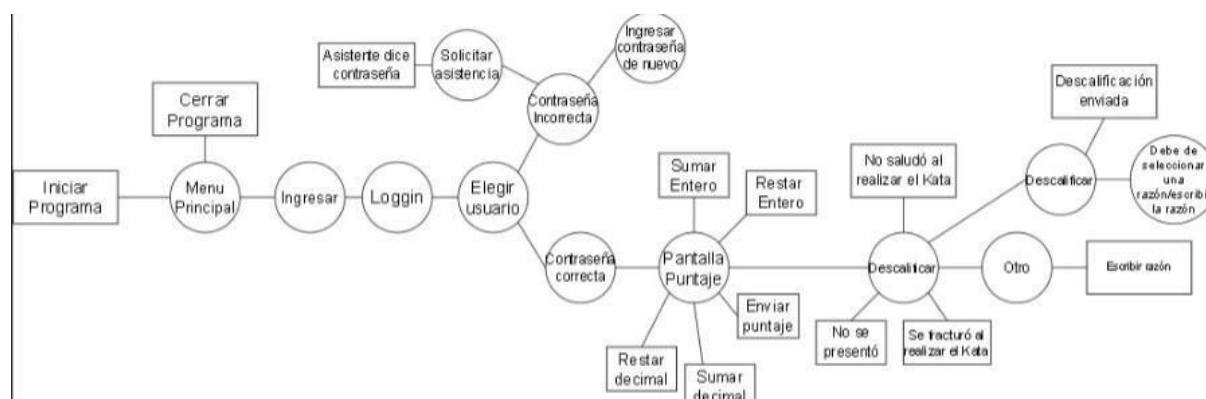 Ingresar
contraseña
de nuevo
Asistente dice
contraseña
Solicitar
asistencia
Contraseña
Incorrecta
Cerrar
Programa
Iniciar
Programa
Menu
Principal
Ingresar
Loggin
Elegir
usuario
Contraseña
correcta
Sumar
Entero
Restar
Entero
Pantalla
Puntaje
Enviar
puntaje
Restar
decimal
Sumar
decimal
No saludó al
realizar el Kata
Descalificar
No se
presentó
Se fracturó al
realizar el Kata
Otro
Escribir razón
Descalificación
enviada
Descalificar
Debe de
seleccionar
una
razón/escribi
la razón